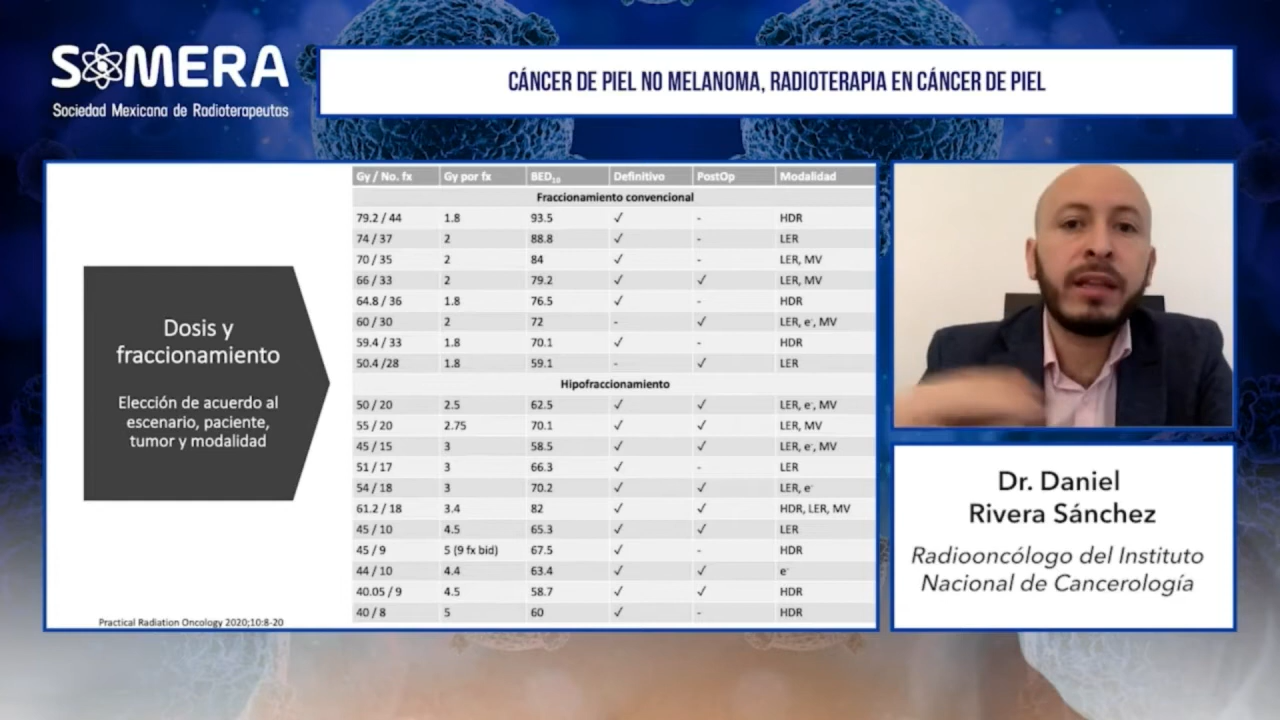 SOMERA
Sociedad Mexicana de Radioterapeutas
CÁNCER DE PIEL NO MELANOMA, RADIOTERAPIA EN CÁNCER DE PIEL
Dosis y
fraccionamiento
Elección de acuerdo al
escenario, paciente,
tumor y modalidad
Practical Radiation Oncology 2020;10:8-20
Gy / No. fx Gy por fx BED10 Definitivo PostOp Modalidad
Fraccionamiento convencional
79.2 / 44 1.8 93.5 ✓ - HDR
74 / 37 2 88.8 ✓ - LER
70 / 35 2 84 ✓ - LER, MV
66 / 33 2 79.2 ✓ ✓ LER, MV
64.8 / 36 1.8 76.5 ✓ - HDR
60 / 30 2 72 - ✓ LER, e-, MV
59.4 / 33 1.8 70.1 ✓ - HDR
50.4 /28 1.8 59.1 - ✓ LER
Hipofraccionamiento
50 / 20 2.5 62.5 ✓ ✓ LER, e-, MV
55 / 20 2.75 70.1 ✓ ✓ LER, MV
45 / 15 3 58.5 ✓ ✓ LER, e-, MV
51 / 17 3 66.3 ✓ - LER
54 / 18 3 70.2 ✓ ✓ LER, e-
61.2 / 18 3.4 82 ✓ ✓ HDR, LER, MV
45 / 10 4.5 65.3 ✓ ✓ LER
45 / 9 5 (9 fx bid) 67.5 ✓ - HDR
44 / 10 4.4 63.4 ✓ ✓ e-
40.05 / 9 4.5 58.7 ✓ ✓ HDR
40 / 8 5 60 ✓ - HDR
Dr. Daniel
Rivera Sánchez
Radiooncólogo del Instituto
Nacional de Cancerología